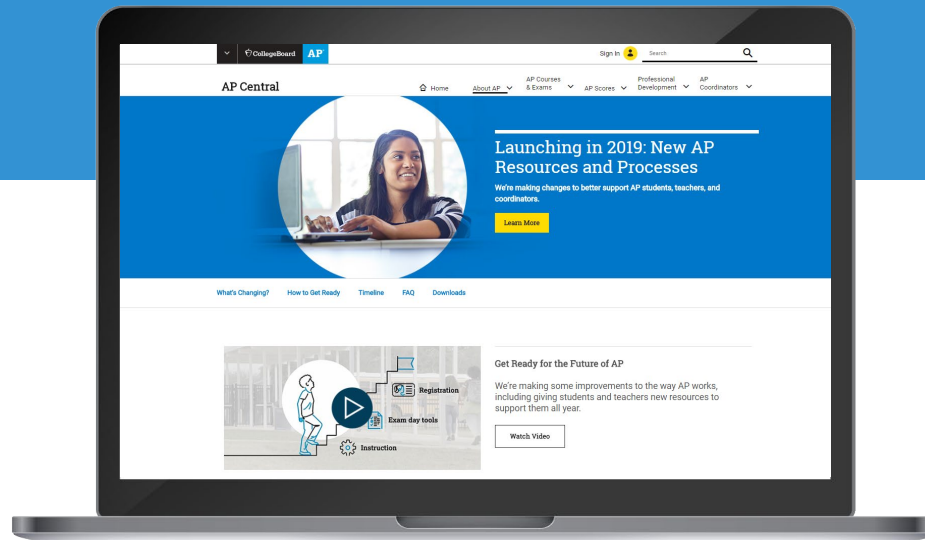 CollegeBoard AP
Sign In
Search
AP Central
Home
About AP
AP Courses
& Exams
AP Scores
Professional
Development
AP
Coordinators
Launching in 2019: New AP
Resources and Processes
We're making changes to better support AP students, teachers, and
coordinators.
Learn More
What's Changing? How to Get Ready Timeline FAQ Downloads
Registration
Exam day tools
Instruction
Get Ready for the Future of AP
We're making some improvements to the way AP works,
including giving students and teachers new resources to
support them all year.
Watch Video